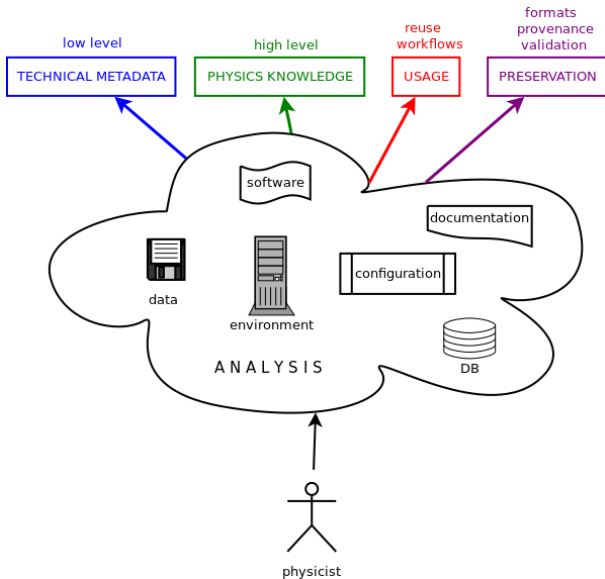 low level
high level
reuse
workflows
formats
provenance
validation
TECHNICAL METADATA
PHYSICS KNOWLEDGE
USAGE
PRESERVATION
software
documentation
data
environment
configuration
DB
A N A L Y S I S
physicist